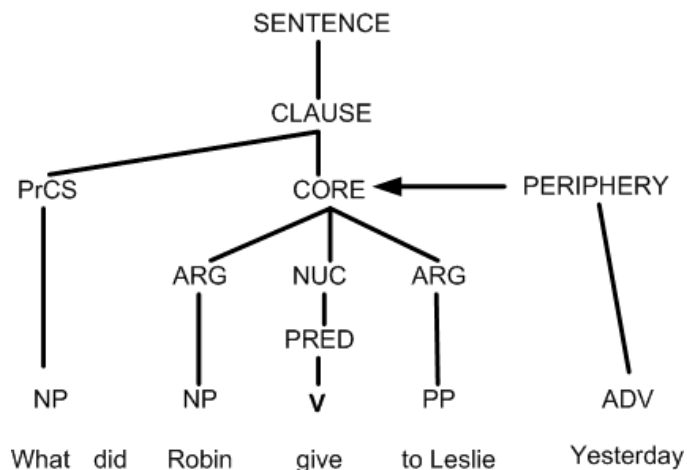 SENTENCE
CLAUSE
PrCS CORE PERIPHERY
ARG NUC ARG
PRED
NP NP V PP ADV
What did Robin give to Leslie Yesterday